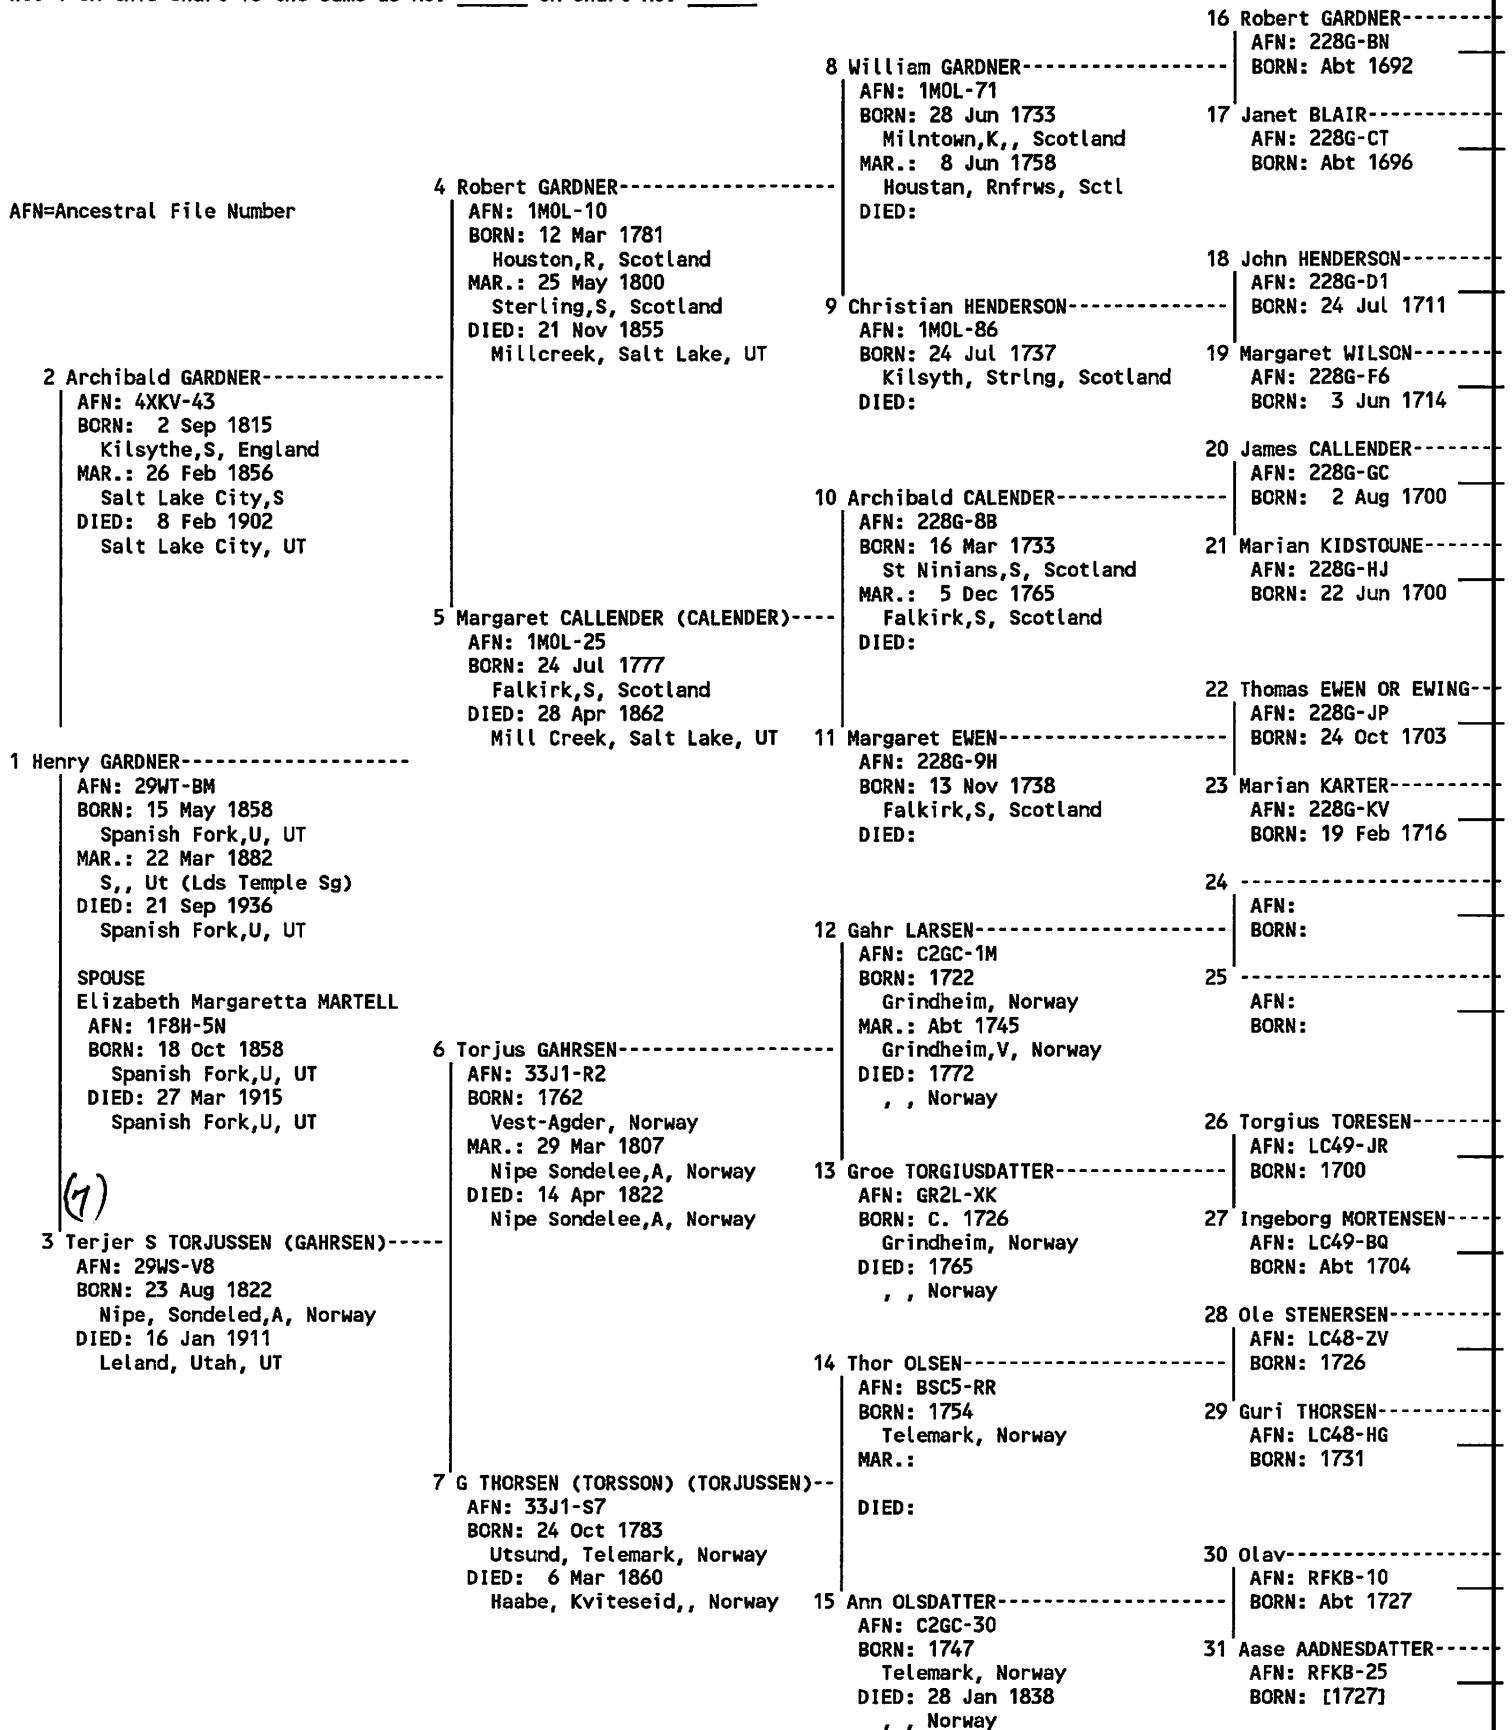 AFN=Ancestral File Number
1 Henry GARDNER-------------------
AFN: 29WT-BM
BORN: 15 May 1858
Spanish Fork,U, UT
MAR.: 22 Mar 1882
S,, Ut (Lds Temple Sg)
DIED: 21 Sep 1936
Spanish Fork,U, UT
SPOUSE
Elizabeth Margaretta MARTELL
AFN: 1F8H-5N
BORN: 18 Oct 1858
Spanish Fork,U, UT
DIED: 27 Mar 1915
Spanish Fork,U, UT
2 Archibald GARDNER---------------
AFN: 4XKV-43
BORN: 2 Sep 1815
Kilsythe,S, England
MAR.: 26 Feb 1856
Salt Lake City,S
DIED: 8 Feb 1902
Salt Lake City, UT
(7)
3 Terjer S TORJUSSEN (GAHRSEN)-----
AFN: 29WS-V8
BORN: 23 Aug 1822
Nipe, Sondeled,A, Norway
DIED: 16 Jan 1911
Leland, Utah, UT
4 Robert GARDNER------------------
AFN: 1MOL-10
BORN: 12 Mar 1781
Houston,R, Scotland
MAR.: 25 May 1800
Sterling,S, Scotland
DIED: 21 Nov 1855
Millcreek, Salt Lake, UT
5 Margaret CALLENDER (CALENDER)----
AFN: 1MOL-25
BORN: 24 Jul 1777
Falkirk,S, Scotland
DIED: 28 Apr 1862
Mill Creek, Salt Lake, UT
6 Torjus GAHRSEN------------------
AFN: 33J1-R2
BORN: 1762
Vest-Agder, Norway
MAR.: 29 Mar 1807
Nipe Sondelee,A, Norway
DIED: 14 Apr 1822
Nipe Sondelee,A, Norway
7 G THORSEN (TORSSON) (TORJUSSEN)--
AFN: 33J1-S7
BORN: 24 Oct 1783
Utsund, Telemark, Norway
DIED: 6 Mar 1860
Haabe, Kviteseid,, Norway
8 William GARDNER-----------------
AFN: 1MOL-71
BORN: 28 Jun 1733
Milntown,K,, Scotland
MAR.: 8 Jun 1758
Houstan, Rnfrws, Sctl
DIED:
9 Christian HENDERSON-------------
AFN: 1MOL-86
BORN: 24 Jul 1737
Kilsyth, Strlng, Scotland
DIED:
10 Archibald CALENDER--------------
AFN: 228G-8B
BORN: 16 Mar 1733
St Ninians,S, Scotland
MAR.: 5 Dec 1765
Falkirk,S, Scotland
DIED:
11 Margaret EWEN-------------------
AFN: 228G-9H
BORN: 13 Nov 1738
Falkirk,S, Scotland
DIED:
12 Gahr LARSEN---------------------
AFN: C2GC-1M
BORN: 1722
Grindheim, Norway
MAR.: Abt 1745
Grindheim,V, Norway
DIED: 1772
, , Norway
13 Groe TORGIUSDATTER--------------
AFN: GR2L-XK
BORN: C. 1726
Grindheim, Norway
DIED: 1765
, , Norway
14 Thor OLSEN----------------------
AFN: BSC5-RR
BORN: 1754
Telemark, Norway
MAR.:
DIED:
15 Ann OLSDATTER-------------------
AFN: C2GC-30
BORN: 1747
Telemark, Norway
DIED: 28 Jan 1838
, , Norway
16 Robert GARDNER--------
AFN: 228G-BN
BORN: Abt 1692
17 Janet BLAIR-----------
AFN: 228G-CT
BORN: Abt 1696
18 John HENDERSON--------
AFN: 228G-D1
BORN: 24 Jul 1711
19 Margaret WILSON-------
AFN: 228G-F6
BORN: 3 Jun 1714
20 James CALLENDER-------
AFN: 228G-GC
BORN: 2 Aug 1700
21 Marian KIDSTOUNE------
AFN: 228G-HJ
BORN: 22 Jun 1700
22 Thomas EWEN OR EWING---
AFN: 228G-JP
BORN: 24 Oct 1703
23 Marian KARTER---------
AFN: 228G-KV
BORN: 19 Feb 1716
24 ----------------------
AFN:
BORN:
25 ----------------------
AFN:
BORN:
26 Torgius TORESEN-------
AFN: LC49-JR
BORN: 1700
27 Ingeborg MORTENSEN----
AFN: LC49-BQ
BORN: Abt 1704
28 Ole STENERSEN---------
AFN: LC48-ZV
BORN: 1726
29 Guri THORSEN----------
AFN: LC48-HG
BORN: 1731
30 Olav------------------
AFN: RFKB-10
BORN: Abt 1727
31 Aase AADNESDATTER-----
AFN: RFKB-25
BORN: [1727]